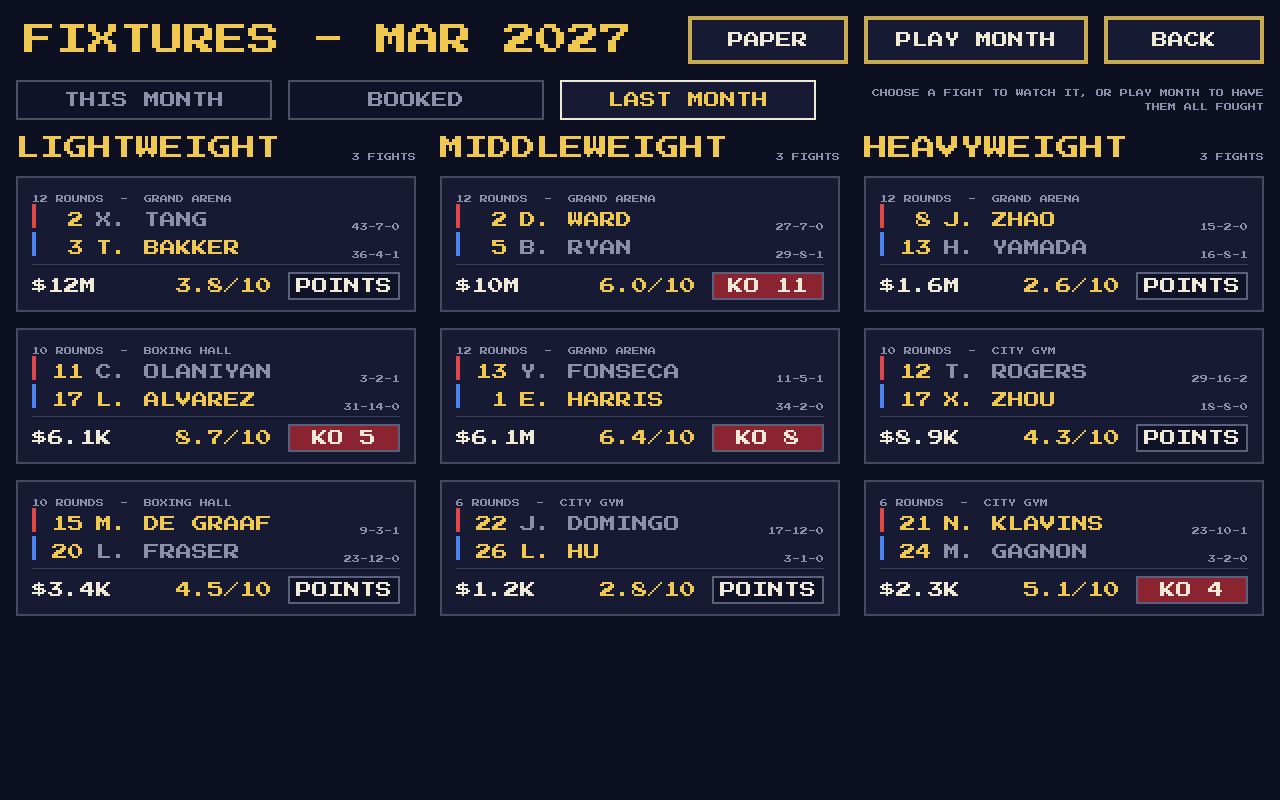 FIXTURES - MAR 2027
PAPER
PLAY MONTH
BACK
THIS MONTH
BOOKED
LAST MONTH
CHOOSE A FIGHT TO WATCH IT, OR PLAY MONTH TO HAVE
THEM ALL FOUGHT
LIGHTWEIGHT
3 FIGHTS
12 ROUNDS - GRAND ARENA
2 X. TANG 43-7-0
3 T. BAKKER 36-4-1
$12M 3.8/10 POINTS
10 ROUNDS - BOXING HALL
11 C. OLANIYAN 3-2-1
17 L. ALVAREZ 31-14-0
$6.1K 8.7/10 KO 5
10 ROUNDS - BOXING HALL
15 M. DE GRAAF 9-3-1
20 L. FRASER 23-12-0
$3.4K 4.5/10 POINTS
MIDDLEWEIGHT
3 FIGHTS
12 ROUNDS - GRAND ARENA
2 D. WARD 27-7-0
5 B. RYAN 29-8-1
$10M 6.0/10 KO 11
12 ROUNDS - GRAND ARENA
13 Y. FONSECA 11-5-1
1 E. HARRIS 34-2-0
$6.1M 6.4/10 KO 8
6 ROUNDS - CITY GYM
22 J. DOMINGO 17-12-0
26 L. HU 3-1-0
$1.2K 2.8/10 POINTS
HEAVYWEIGHT
3 FIGHTS
12 ROUNDS - GRAND ARENA
8 J. ZHAO 15-2-0
13 H. YAMADA 16-8-1
$1.6M 2.6/10 POINTS
10 ROUNDS - CITY GYM
12 T. ROGERS 29-16-2
17 X. ZHOU 18-8-0
$8.9K 4.3/10 POINTS
6 ROUNDS - CITY GYM
21 N. KLAVINS 23-10-1
24 M. GAGNON 3-2-0
$2.3K 5.1/10 KO 4